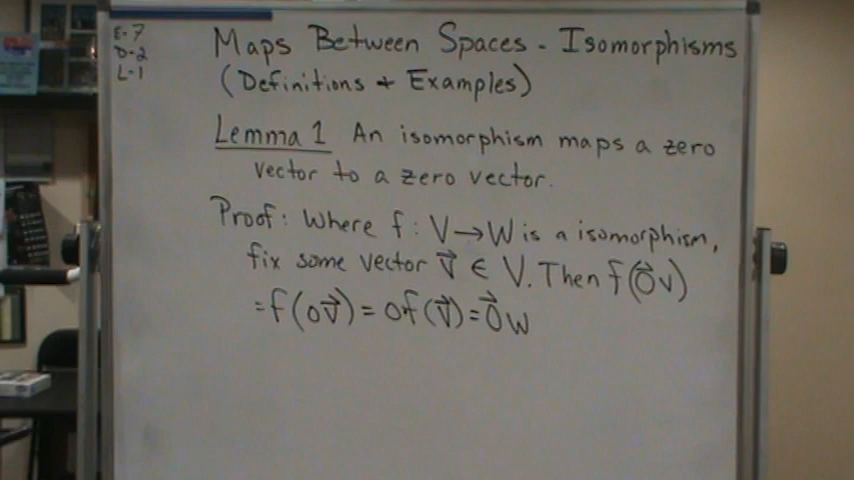 E-7
D-2
L-1
Maps Between Spaces - Isomorphisms
(Definitions + Examples)
Lemma 1 An isomorphism maps a zero
vector to a zero vector.
Proof: Where f: V→W is a isomorphism,
fix some vector v⃗ ∈ V. Then f(0⃗v)
=f(0v⃗)=0f(v⃗)=0⃗w